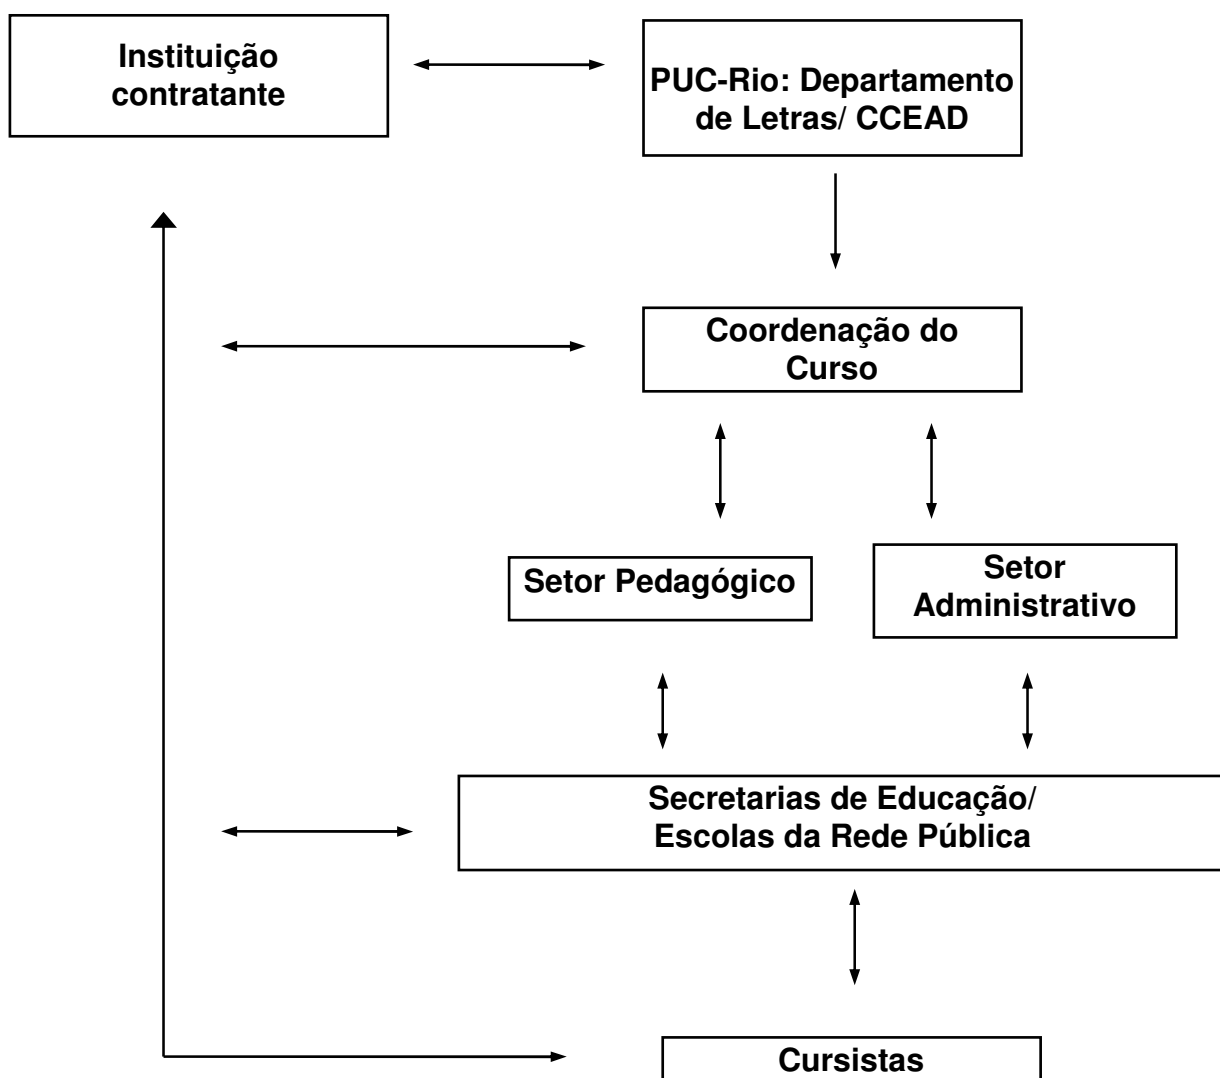 Instituição
contratante
PUC-Rio: Departamento
de Letras/ CCEAD
Coordenação do
Curso
Setor Pedagógico
Setor
Administrativo
Secretarias de Educação/
Escolas da Rede Pública
Cursistas